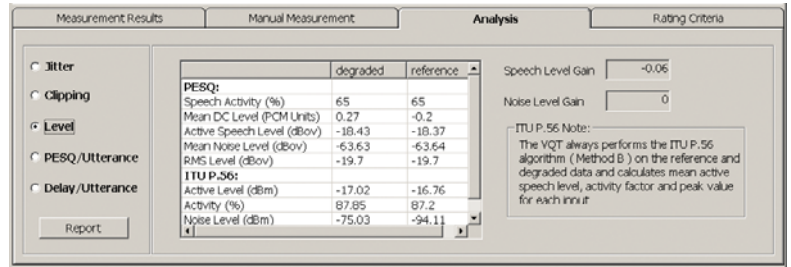 Measurement Results Manual Measurement Analysis Rating Criteria
Jitter
Clipping
Level
PESQ/Utterance
Delay/Utterance
Report
degraded reference
PESQ:
Speech Activity (%) 65 65
Mean DC Level (PCM Units) 0.27 -0.2
Active Speech Level (dBov) -18.43 -18.37
Mean Noise Level (dBov) -63.63 -63.64
RMS Level (dBov) -19.7 -19.7
ITU P.56:
Active Level (dBm) -17.02 -16.76
Activity (%) 87.85 87.2
Noise Level (dBm) -75.03 -94.11
Speech Level Gain -0.06
Noise Level Gain 0
ITU P.56 Note:
The VQT always performs the ITU P.56
algorithm ( Method B ) on the reference and
degraded data and calculates mean active
speech level, activity factor and peak value
for each input